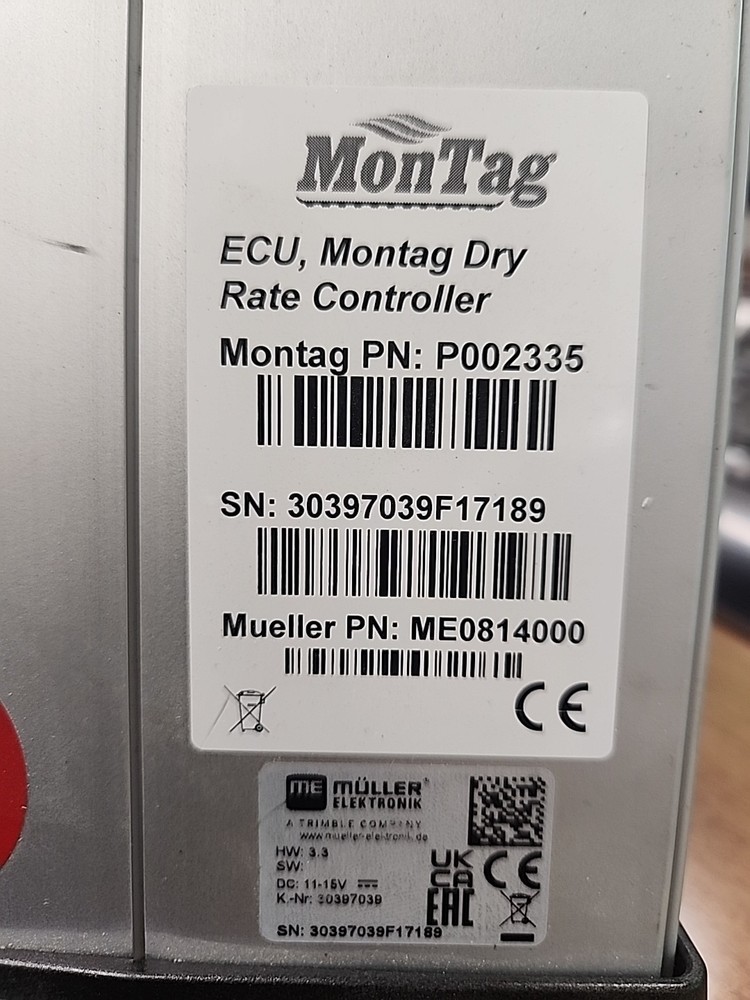 MonTag
ECU, Montag Dry
Rate Controller
Montag PN: P002335
SN: 30397039F17189
Mueller PN: ME0814000
CE
ME MÜLLER
ELEKTRONIK
A TRIMBLE COMPANY
www.mueller-elektronik.de
HW: 3.3
SW:
DC: 11-15V
K.-Nr: 30397039
UK
CA
CE
EAC
SN: 30397039F17189